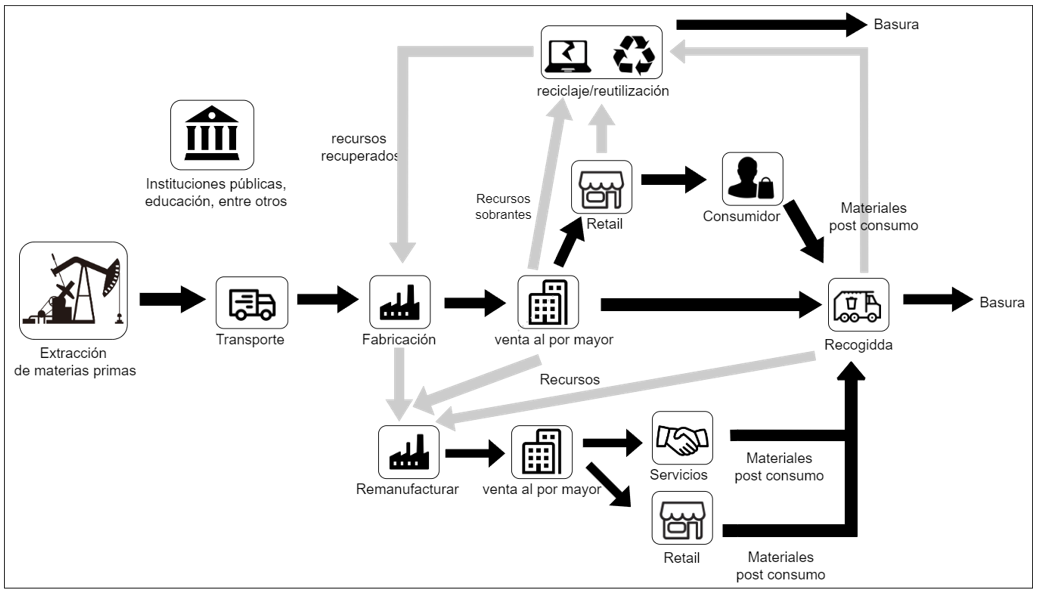 Basura
reciclaje/reutilización
recursos
recuperados
Instituciones públicas,
educación, entre otros
Recursos
sobrantes
Retail
Consumidor
Materiales
post consumo
Extracción
de materias primas
Transporte
Fabricación
venta al por mayor
Recogidda
Basura
Recursos
Remanufacturar
venta al por mayor
Servicios
Materiales
post consumo
Retail
Materiales
post consumo